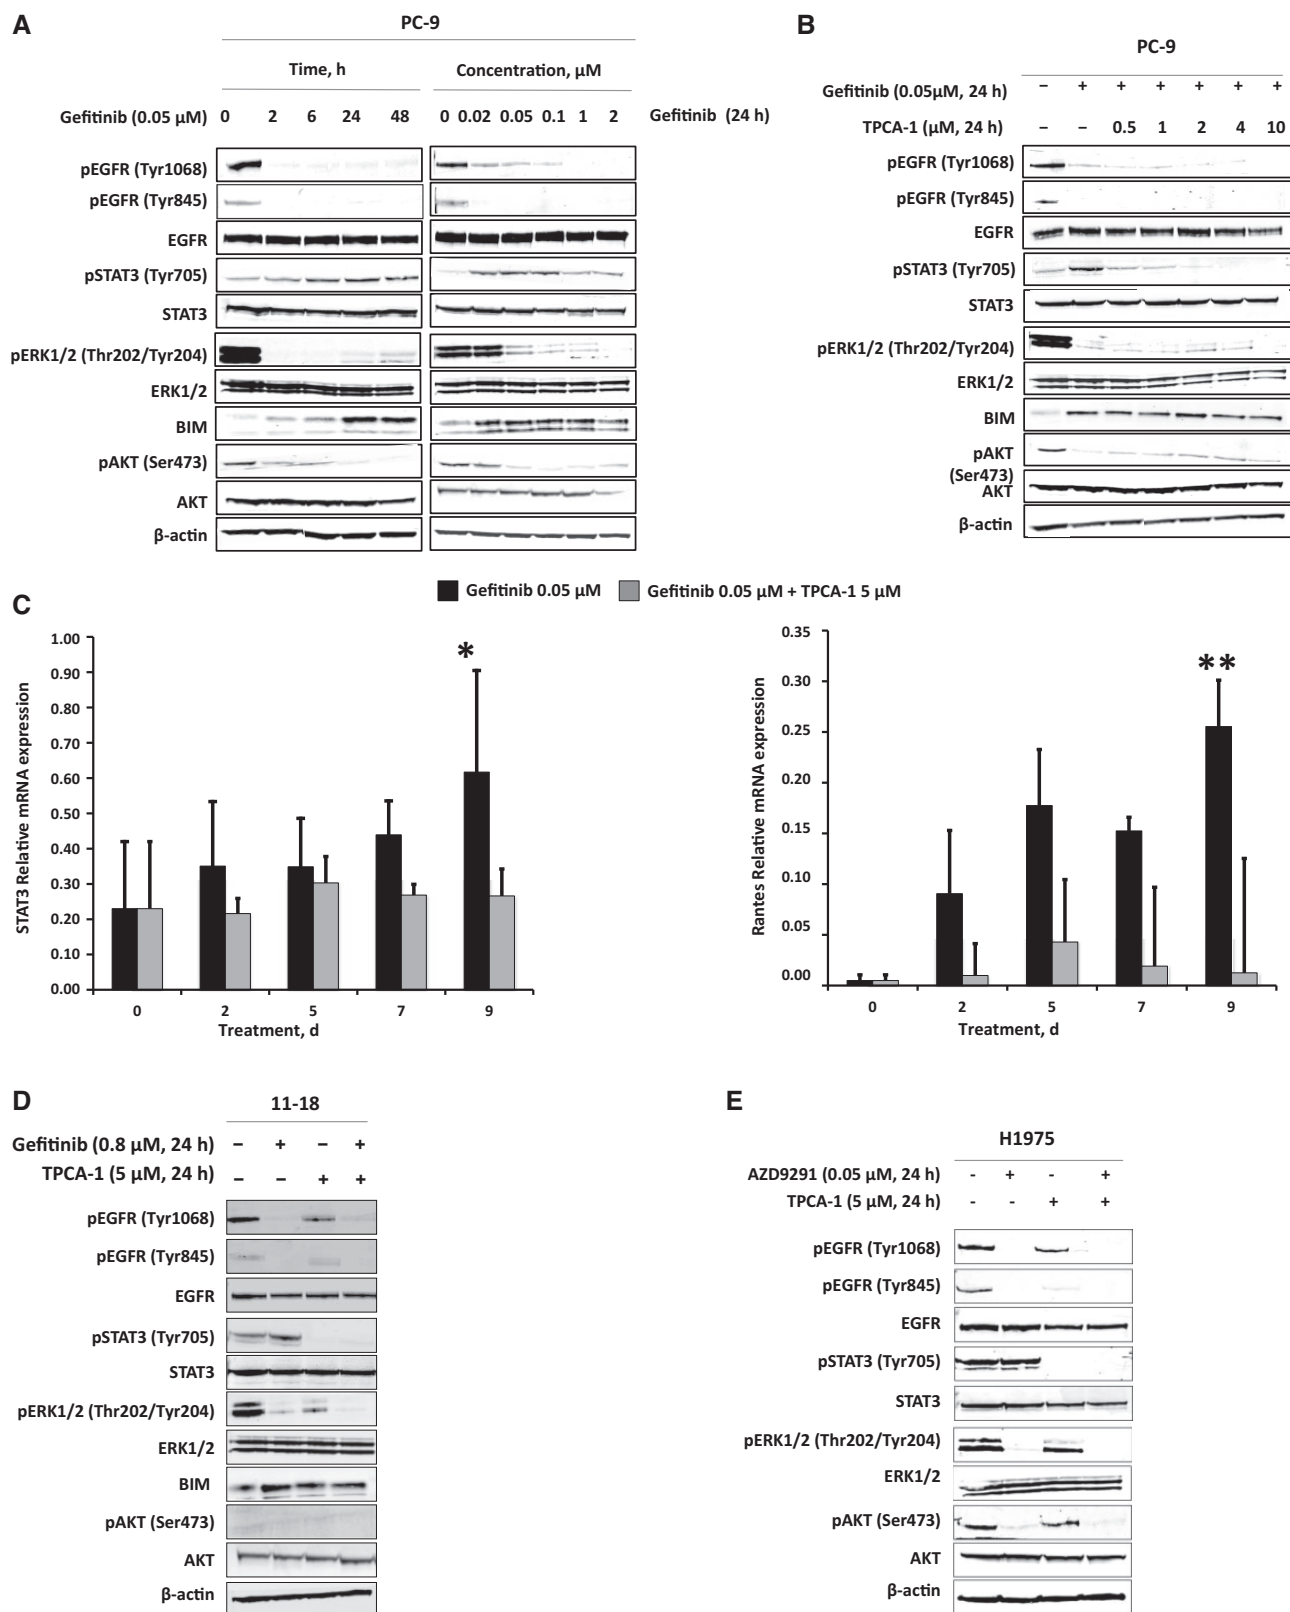 A
PC-9
Time, h
Concentration, µM
Gefitinib (0.05 µM) 0 2 6 24 48 0 0.02 0.05 0.1 1 2 Gefitinib (24 h)
pEGFR (Tyr1068)
pEGFR (Tyr845)
EGFR
pSTAT3 (Tyr705)
STAT3
pERK1/2 (Thr202/Tyr204)
ERK1/2
BIM
pAKT (Ser473)
AKT
β-actin
B
PC-9
Gefitinib (0.05µM, 24 h) – + + + + + +
TPCA-1 (µM, 24 h) – – 0.5 1 2 4 10
pEGFR (Tyr1068)
pEGFR (Tyr845)
EGFR
pSTAT3 (Tyr705)
STAT3
pERK1/2 (Thr202/Tyr204)
ERK1/2
BIM
pAKT
(Ser473)
AKT
β-actin
C
Gefitinib 0.05 µM
Gefitinib 0.05 µM + TPCA-1 5 µM
STAT3 Relative mRNA expression
1.00
0.90
0.80
0.70
0.60
0.50
0.40
0.30
0.20
0.10
0.00
*
0 2 5 7 9
Treatment, d
Rantes Relative mRNA expression
0.35
0.30
0.25
0.20
0.15
0.10
0.05
0.00
**
0 2 5 7 9
Treatment, d
D
11-18
Gefitinib (0.8 µM, 24 h) – + – +
TPCA-1 (5 µM, 24 h) – – + +
pEGFR (Tyr1068)
pEGFR (Tyr845)
EGFR
pSTAT3 (Tyr705)
STAT3
pERK1/2 (Thr202/Tyr204)
ERK1/2
BIM
pAKT (Ser473)
AKT
β-actin
E
H1975
AZD9291 (0.05 µM, 24 h) - + - +
TPCA-1 (5 µM, 24 h) - - + +
pEGFR (Tyr1068)
pEGFR (Tyr845)
EGFR
pSTAT3 (Tyr705)
STAT3
pERK1/2 (Thr202/Tyr204)
ERK1/2
pAKT (Ser473)
AKT
β-actin